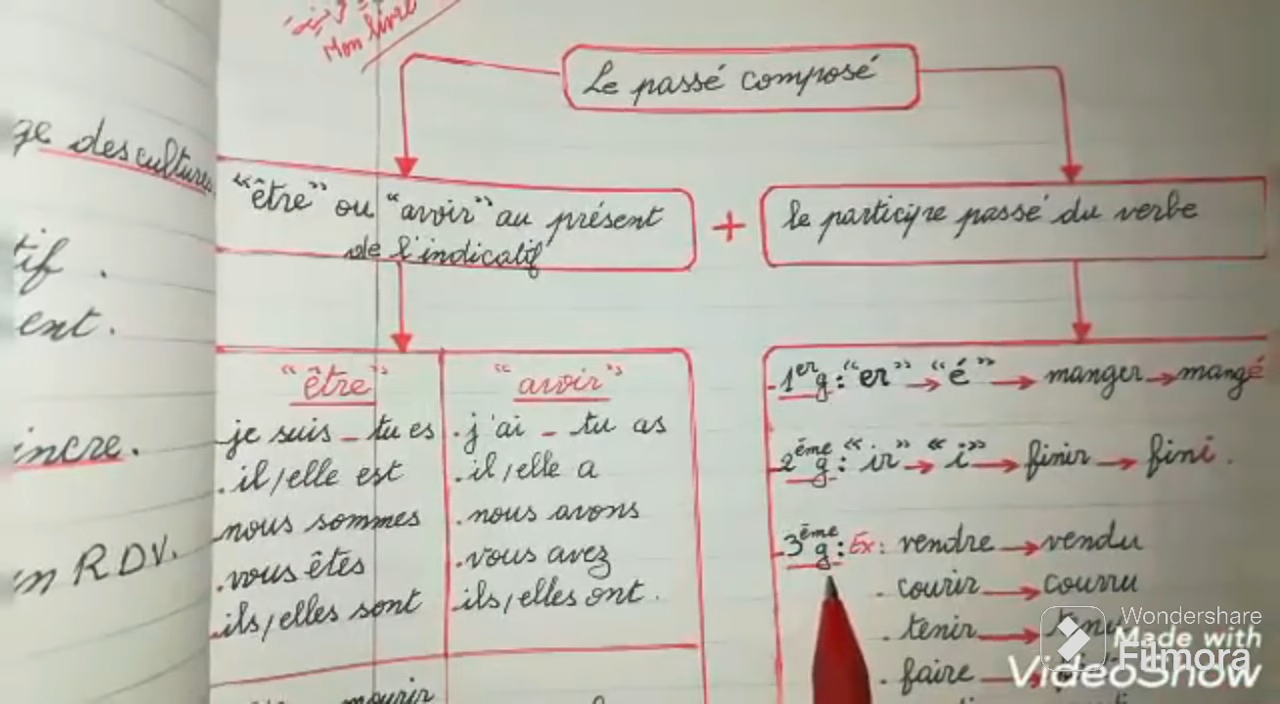 Mon livre
Le passé composé
ge des cultures
tif .
ent.
incre.
n RDV.
"être" ou "avoir" au présent
de l'indicatif
+
le participe passé du verbe
"être"
je suis _ tu es
.il/elle est
.nous sommes
.vous êtes
.ils/elles sont
mourir
"avoir"
.j'ai _ tu as
.il/elle a
.nous avons
.vous avez
.ils/elles ont.
-1er g : "er" → "é" → manger → mangé
-2ème g : "ir" → "i" → finir → fini.
-3ème g : Ex: vendre → vendu
. courir → couru
. tenir → tenu
. faire →
Wondershare
Filmora
Made with
VideoShow